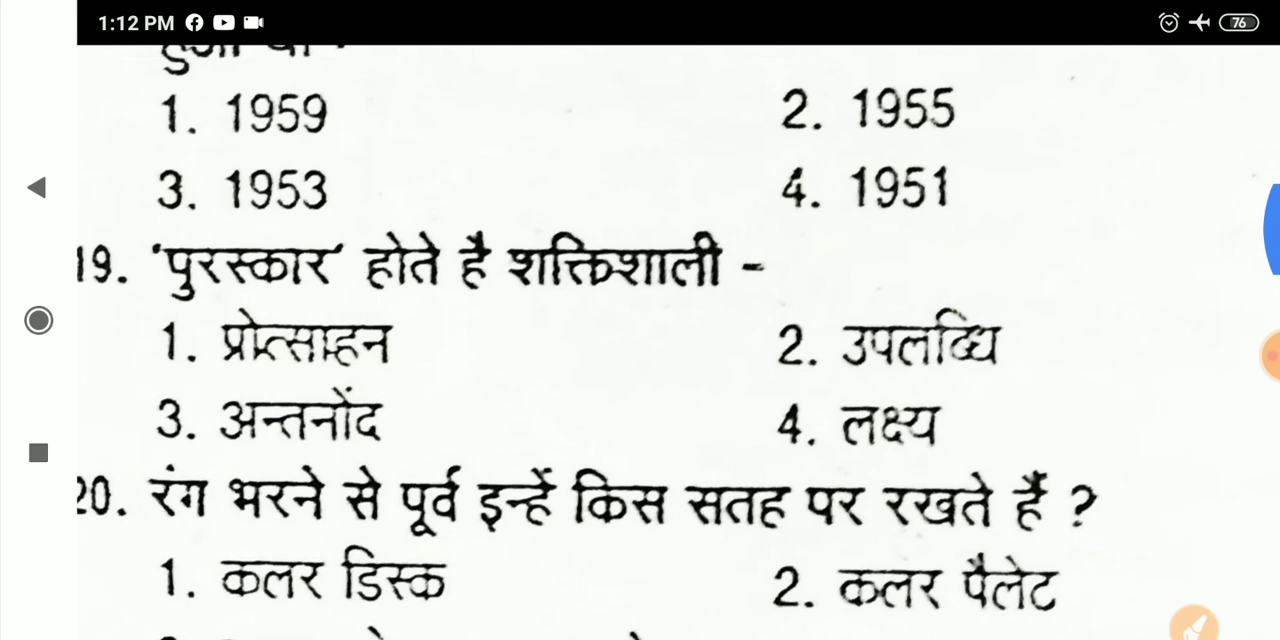 1:12 PM 76
1. 1959 2. 1955
3. 1953 4. 1951
19. 'पुरस्कार' होते है शक्तिशाली -
1. प्रोत्साहन 2. उपलब्धि
3. अन्तर्नोद 4. लक्ष्य
20. रंग भरने से पूर्व इन्हें किस सतह पर रखते हैं ?
1. कलर डिस्क 2. कलर पैलेट